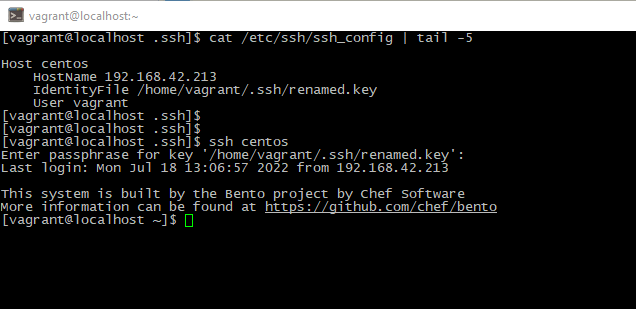 vagrant@localhost:~
[vagrant@localhost .ssh]$ cat /etc/ssh/ssh_config | tail -5
Host centos
    HostName 192.168.42.213
    IdentityFile /home/vagrant/.ssh/renamed.key
    User vagrant
[vagrant@localhost .ssh]$
[vagrant@localhost .ssh]$
[vagrant@localhost .ssh]$ ssh centos
Enter passphrase for key '/home/vagrant/.ssh/renamed.key':
Last login: Mon Jul 18 13:06:57 2022 from 192.168.42.213
This system is built by the Bento project by Chef Software
More information can be found at https://github.com/chef/bento
[vagrant@localhost ~]$